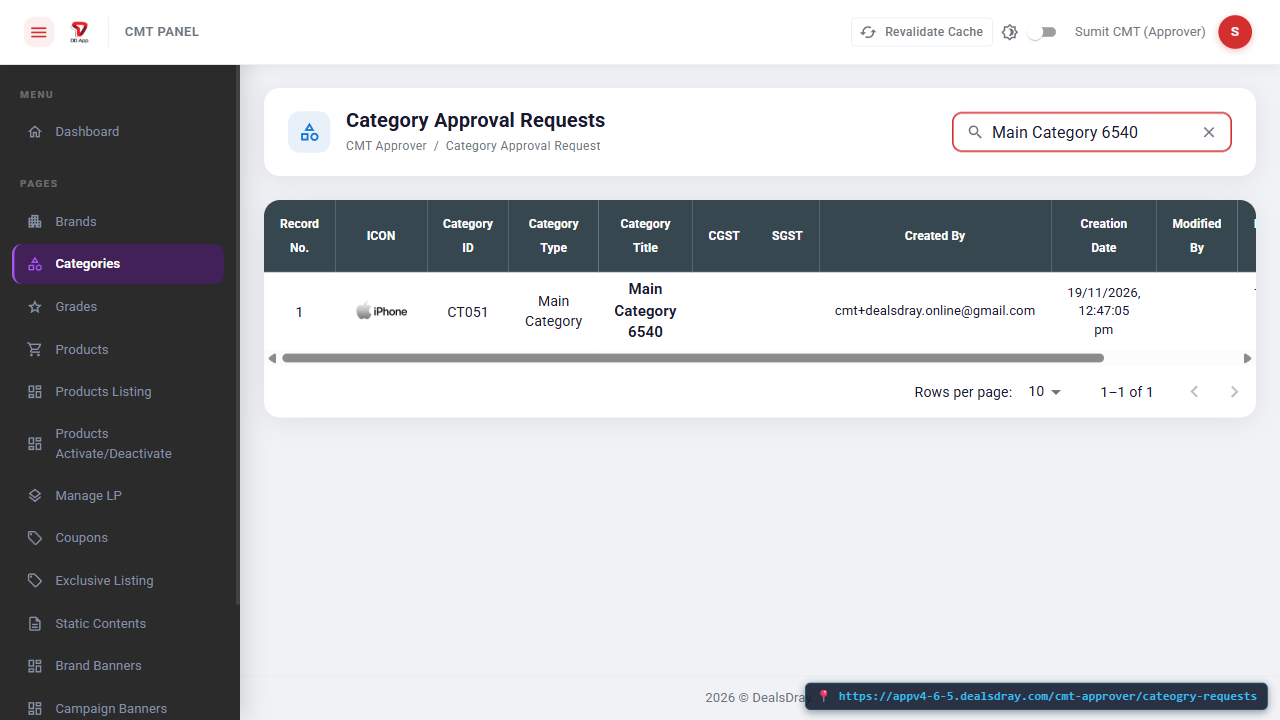 DD App
CMT PANEL
Revalidate Cache
Sumit CMT (Approver)
S
MENU
Dashboard
PAGES
Brands
Categories
Grades
Products
Products Listing
Products
Activate/Deactivate
Manage LP
Coupons
Exclusive Listing
Static Contents
Brand Banners
Campaign Banners
Category Approval Requests
CMT Approver / Category Approval Request
Main Category 6540
Record
No.
ICON
Category
ID
Category
Type
Category
Title
CGST
SGST
Created By
Creation
Date
Modified
By
1
iPhone
CT051
Main
Category
Main
Category
6540
cmt+dealsdray.online@gmail.com
19/11/2026,
12:47:05
pm
Rows per page: 10
1–1 of 1
2026 © DealsDra
https://appv4-6-5.dealsdray.com/cmt-approver/cateogry-requests